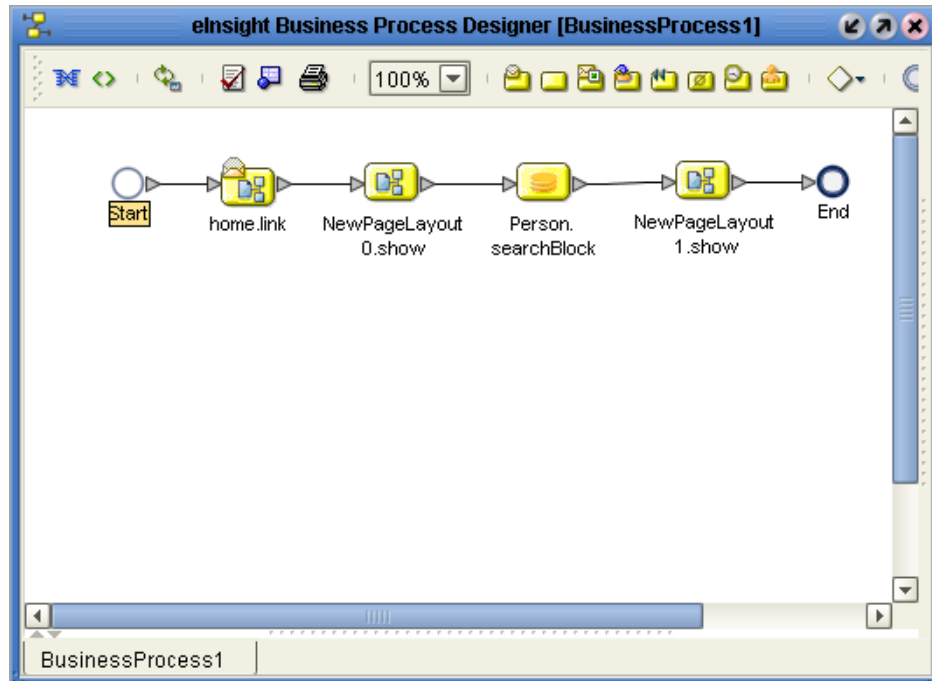 eInsight Business Process Designer [BusinessProcess1]
100%
Start
home.link
NewPageLayout
0.show
Person.
searchBlock
NewPageLayout
1.show
End
BusinessProcess1